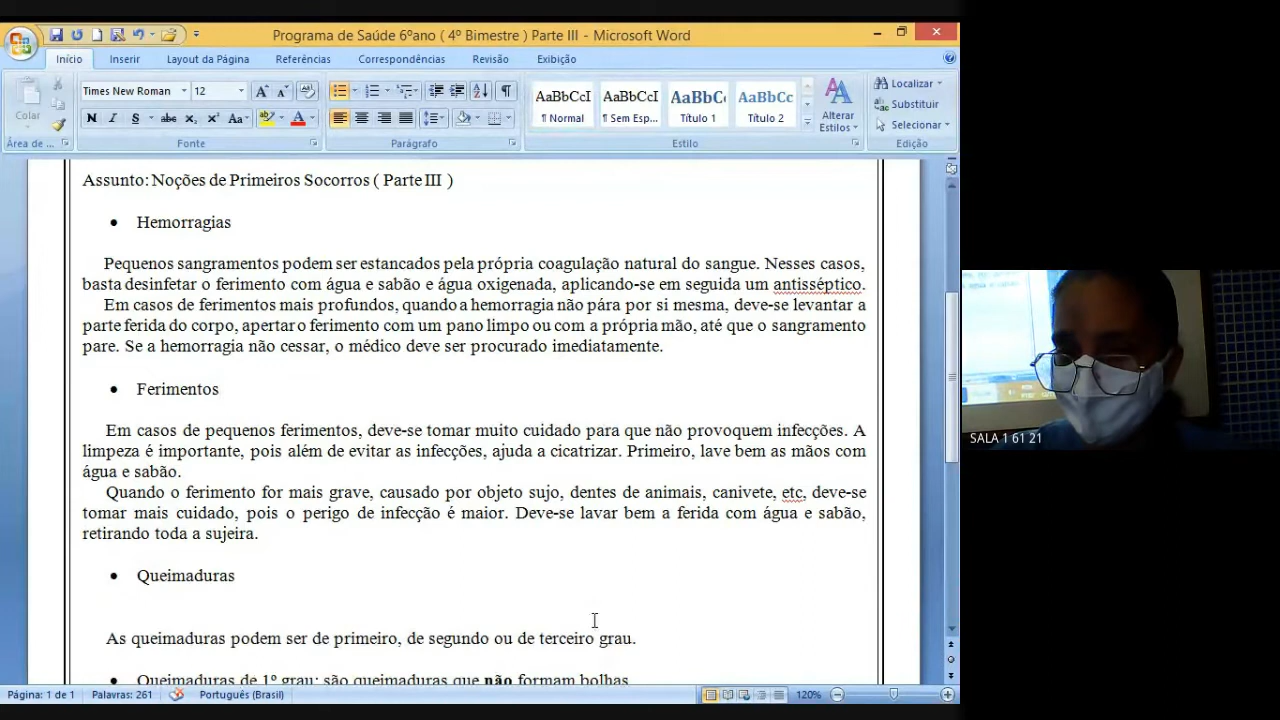 Programa de Saúde 6ºano ( 4º Bimestre ) Parte III - Microsoft Word
Início Inserir Layout da Página Referências Correspondências Revisão Exibição
Colar
Times New Roman 12
N I S abc x₂ x² Aa
AaBbCcI AaBbCcI AaBbCc AaBbCc
¶ Normal ¶ Sem Esp... Título 1 Título 2
Alterar Estilos
Localizar
Substituir
Selecionar
Área de ... Fonte Parágrafo Estilo Edição
Assunto: Noções de Primeiros Socorros ( Parte III )
• Hemorragias
Pequenos sangramentos podem ser estancados pela própria coagulação natural do sangue. Nesses casos,
basta desinfetar o ferimento com água e sabão e água oxigenada, aplicando-se em seguida um antisséptico.
Em casos de ferimentos mais profundos, quando a hemorragia não pára por si mesma, deve-se levantar a
parte ferida do corpo, apertar o ferimento com um pano limpo ou com a própria mão, até que o sangramento
pare. Se a hemorragia não cessar, o médico deve ser procurado imediatamente.
• Ferimentos
Em casos de pequenos ferimentos, deve-se tomar muito cuidado para que não provoquem infecções. A
limpeza é importante, pois além de evitar as infecções, ajuda a cicatrizar. Primeiro, lave bem as mãos com
água e sabão.
Quando o ferimento for mais grave, causado por objeto sujo, dentes de animais, canivete, etc, deve-se
tomar mais cuidado, pois o perigo de infecção é maior. Deve-se lavar bem a ferida com água e sabão,
retirando toda a sujeira.
• Queimaduras
As queimaduras podem ser de primeiro, de segundo ou de terceiro grau.
• Queimaduras de 1º grau: são queimaduras que não formam bolhas
Página: 1 de 1 Palavras: 261 Português (Brasil) 120%
SALA 1 61 21